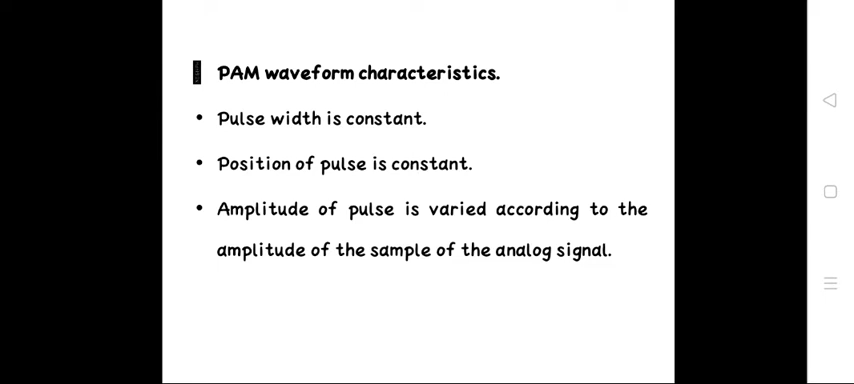 PAM waveform characteristics.
• Pulse width is constant.
• Position of pulse is constant.
• Amplitude of pulse is varied according to the
amplitude of the sample of the analog signal.